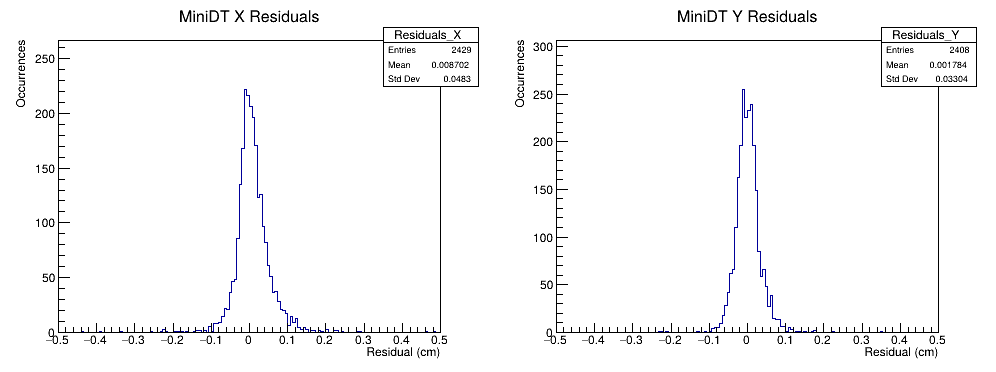 MiniDT X Residuals
Occurrences
Residuals_X
Entries 2429
Mean 0.008702
Std Dev 0.0483
250
200
150
100
50
0
−0.5 −0.4 −0.3 −0.2 −0.1 0 0.1 0.2 0.3 0.4 0.5
Residual (cm)
MiniDT Y Residuals
Occurrences
Residuals_Y
Entries 2408
Mean 0.001784
Std Dev 0.03304
300
250
200
150
100
50
0
−0.5 −0.4 −0.3 −0.2 −0.1 0 0.1 0.2 0.3 0.4 0.5
Residual (cm)